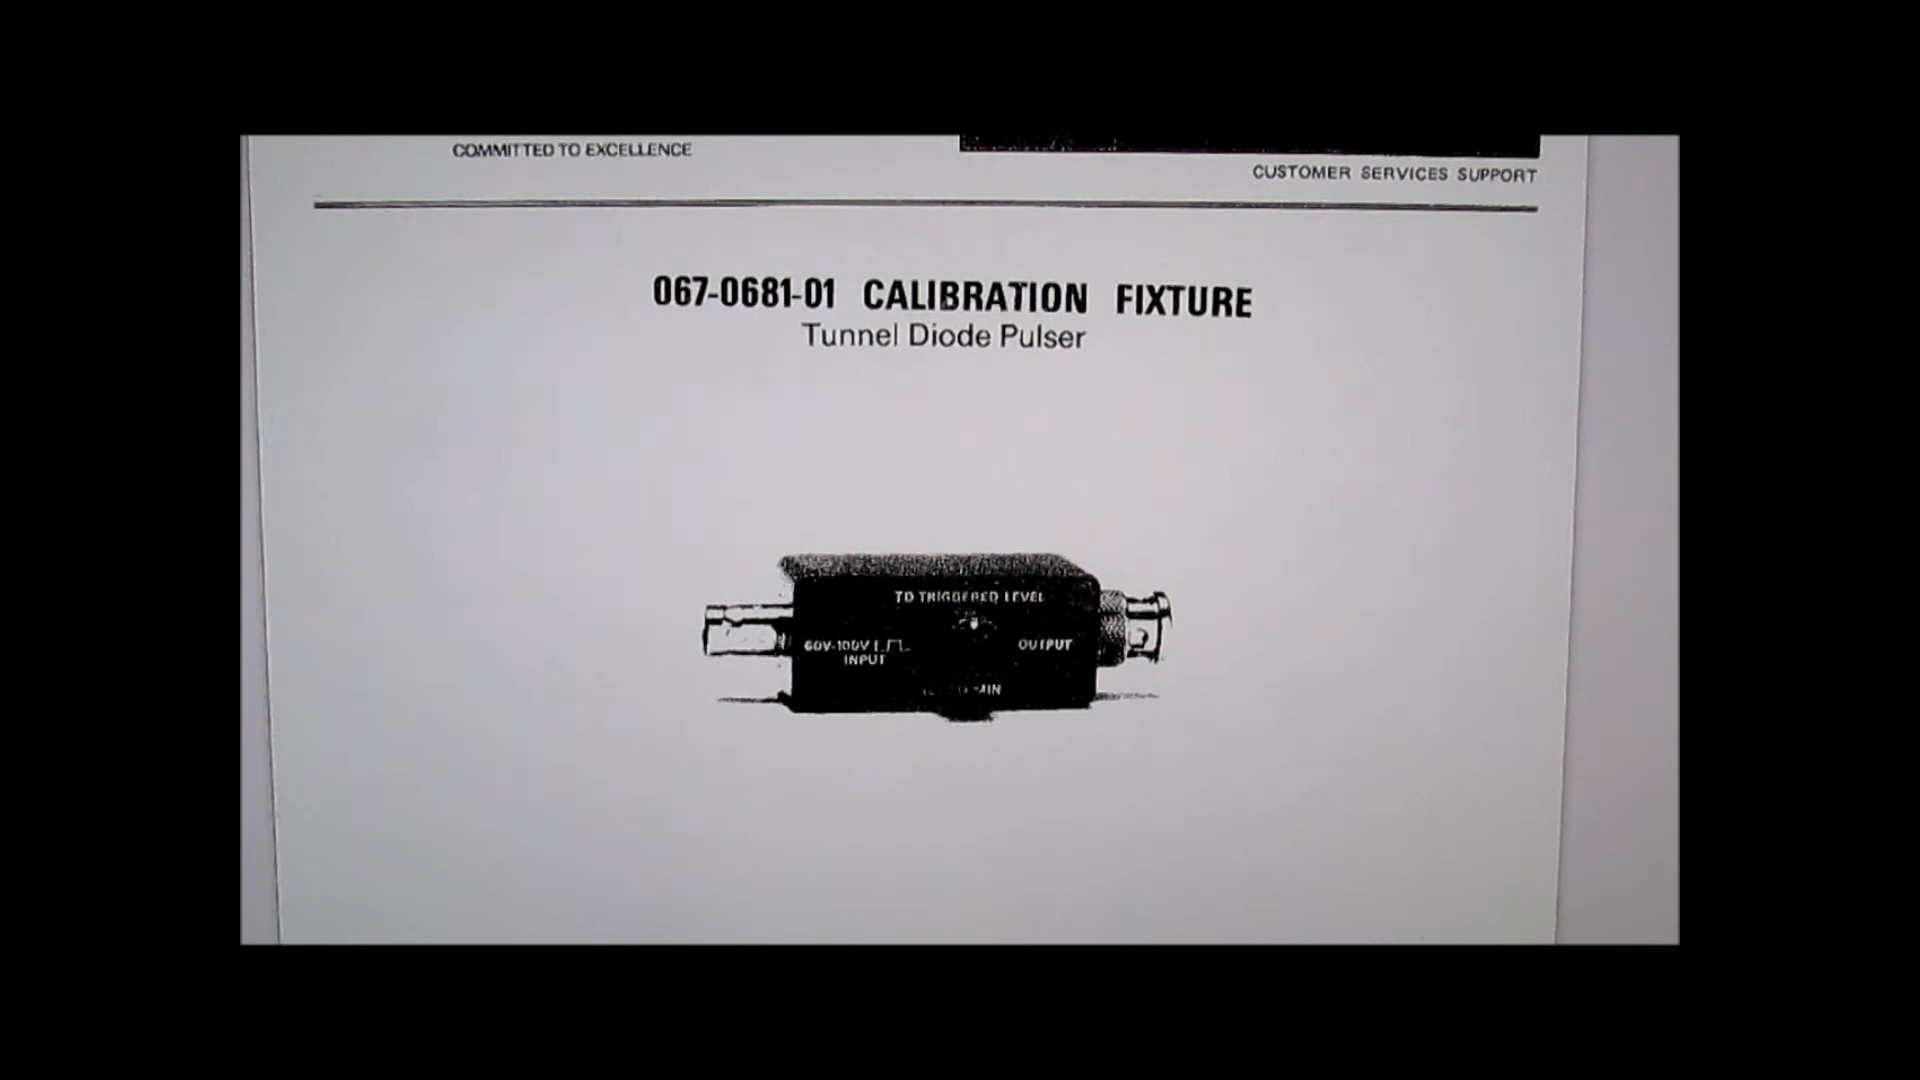 COMMITTED TO EXCELLENCE
CUSTOMER SERVICES SUPPORT
067-0681-01 CALIBRATION FIXTURE
Tunnel Diode Pulser
TD TRIGGERED LEVEL
60V-100V
INPUT
OUTPUT